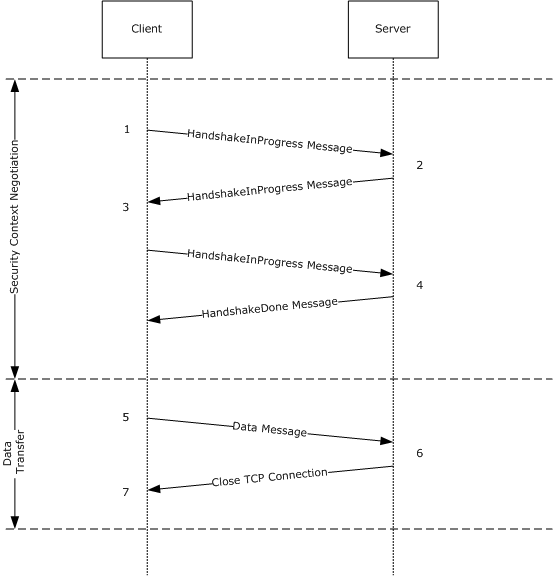 Client
Server
Security Context Negotiation
1
HandshakeInProgress Message
2
HandshakeInProgress Message
3
HandshakeInProgress Message
4
HandshakeDone Message
Data
Transfer
5
Data Message
6
Close TCP Connection
7